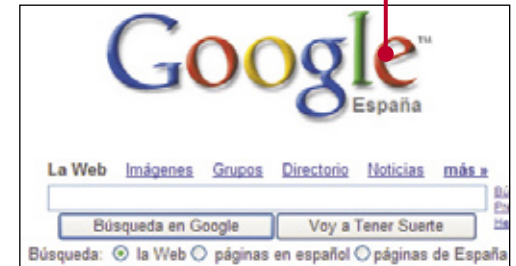 Google™
España
La Web Imágenes Grupos Directorio Noticias más »
Búsqueda en Google Voy a Tener Suerte
Búsqueda: la Web páginas en español páginas de España